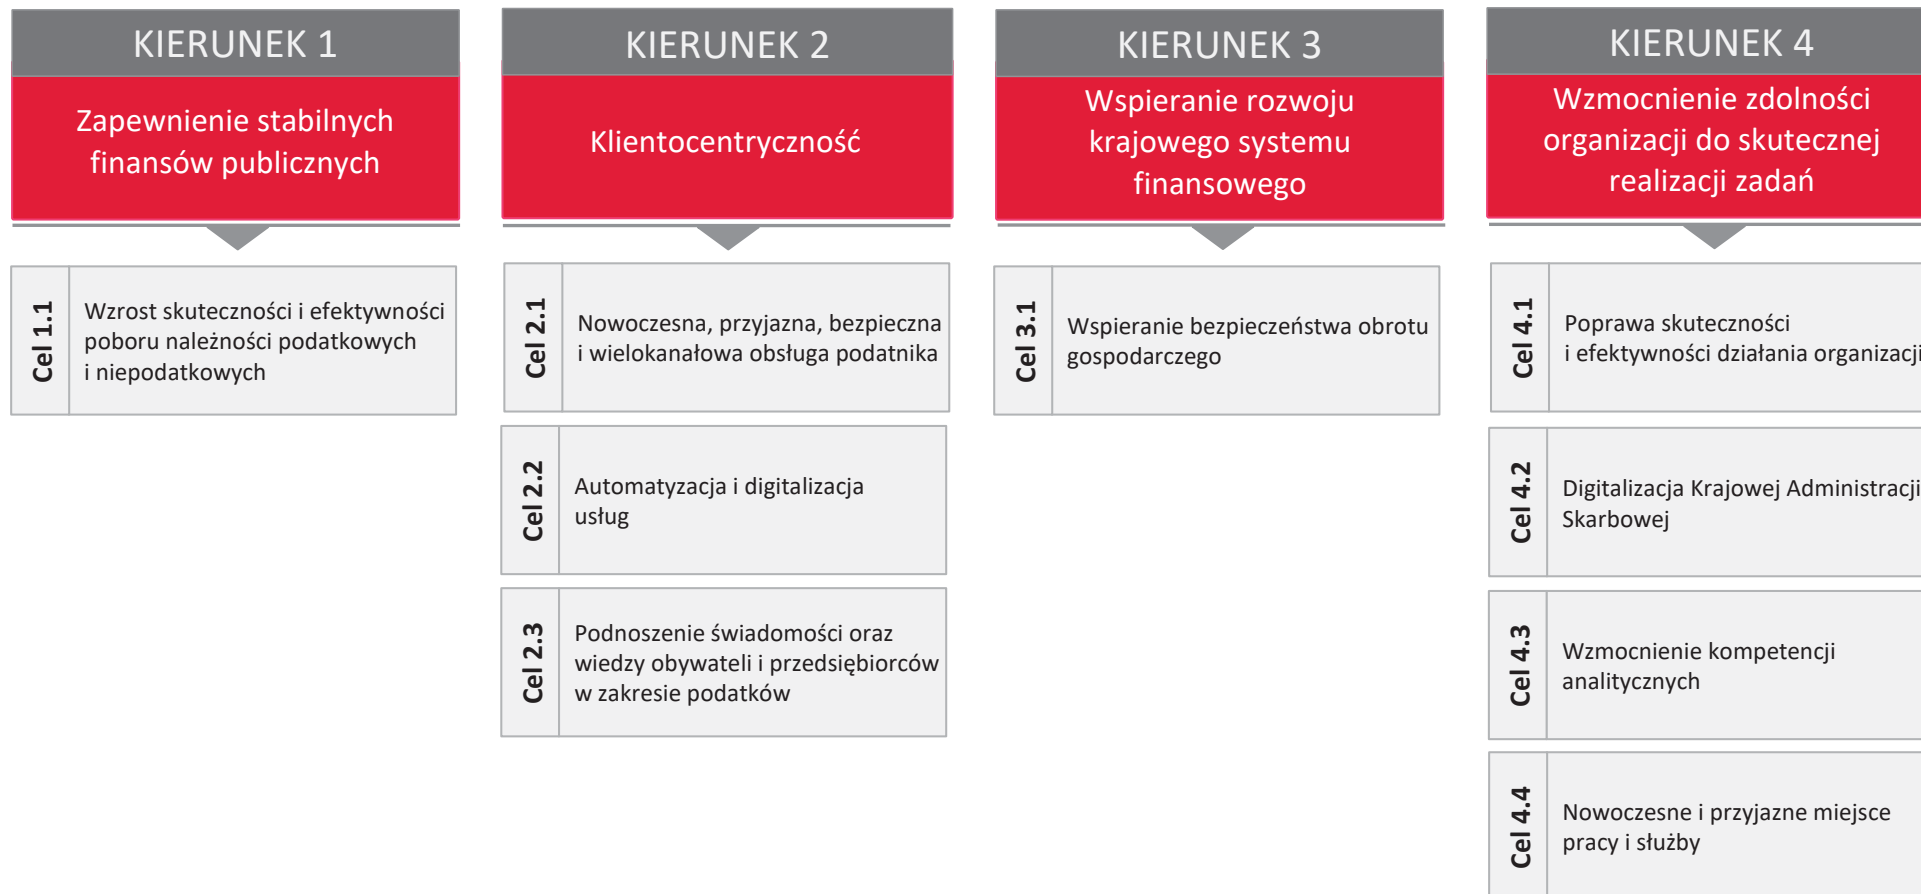 KIERUNEK 1
Zapewnienie stabilnych
finansów publicznych
Cel 1.1
Wzrost skuteczności i efektywności
poboru należności podatkowych
i niepodatkowych
KIERUNEK 2
Klientocentryczność
Cel 2.1
Nowoczesna, przyjazna, bezpieczna
i wielokanałowa obsługa podatnika
Cel 2.2
Automatyzacja i digitalizacja
usług
Cel 2.3
Podnoszenie świadomości oraz
wiedzy obywateli i przedsiębiorców
w zakresie podatków
KIERUNEK 3
Wspieranie rozwoju
krajowego systemu
finansowego
Cel 3.1
Wspieranie bezpieczeństwa obrotu
gospodarczego
KIERUNEK 4
Wzmocnienie zdolności
organizacji do skutecznej
realizacji zadań
Cel 4.1
Poprawa skuteczności
i efektywności działania organizacji
Cel 4.2
Digitalizacja Krajowej Administracji
Skarbowej
Cel 4.3
Wzmocnienie kompetencji
analitycznych
Cel 4.4
Nowoczesne i przyjazne miejsce
pracy i służby